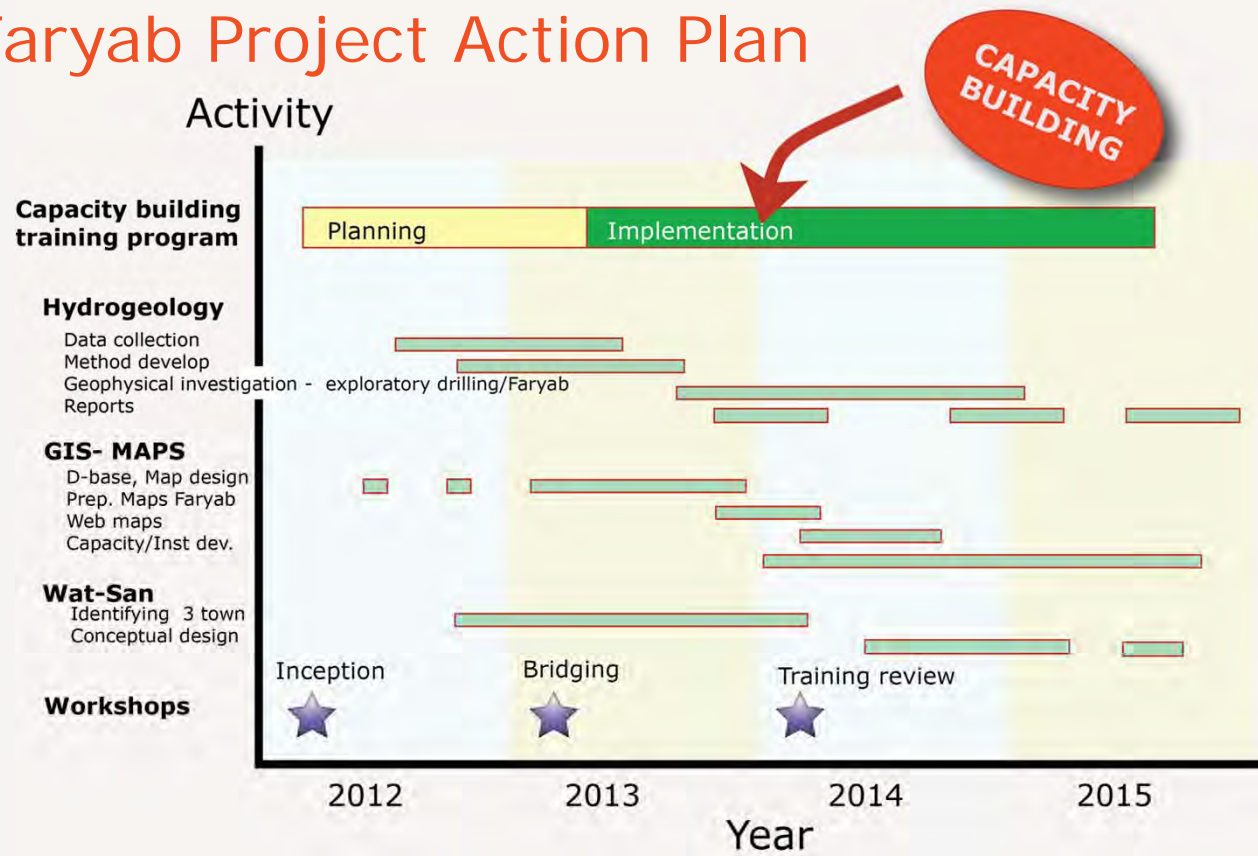 Faryab Project Action Plan
CAPACITY
BUILDING
Activity
Capacity building
training program
Planning
Implementation
Hydrogeology
Data collection
Method develop
Geophysical investigation - exploratory drilling/Faryab
Reports
GIS- MAPS
D-base, Map design
Prep. Maps Faryab
Web maps
Capacity/Inst dev.
Wat-San
Identifying 3 town
Conceptual design
Inception
Bridging
Training review
Workshops
2012
2013
2014
2015
Year